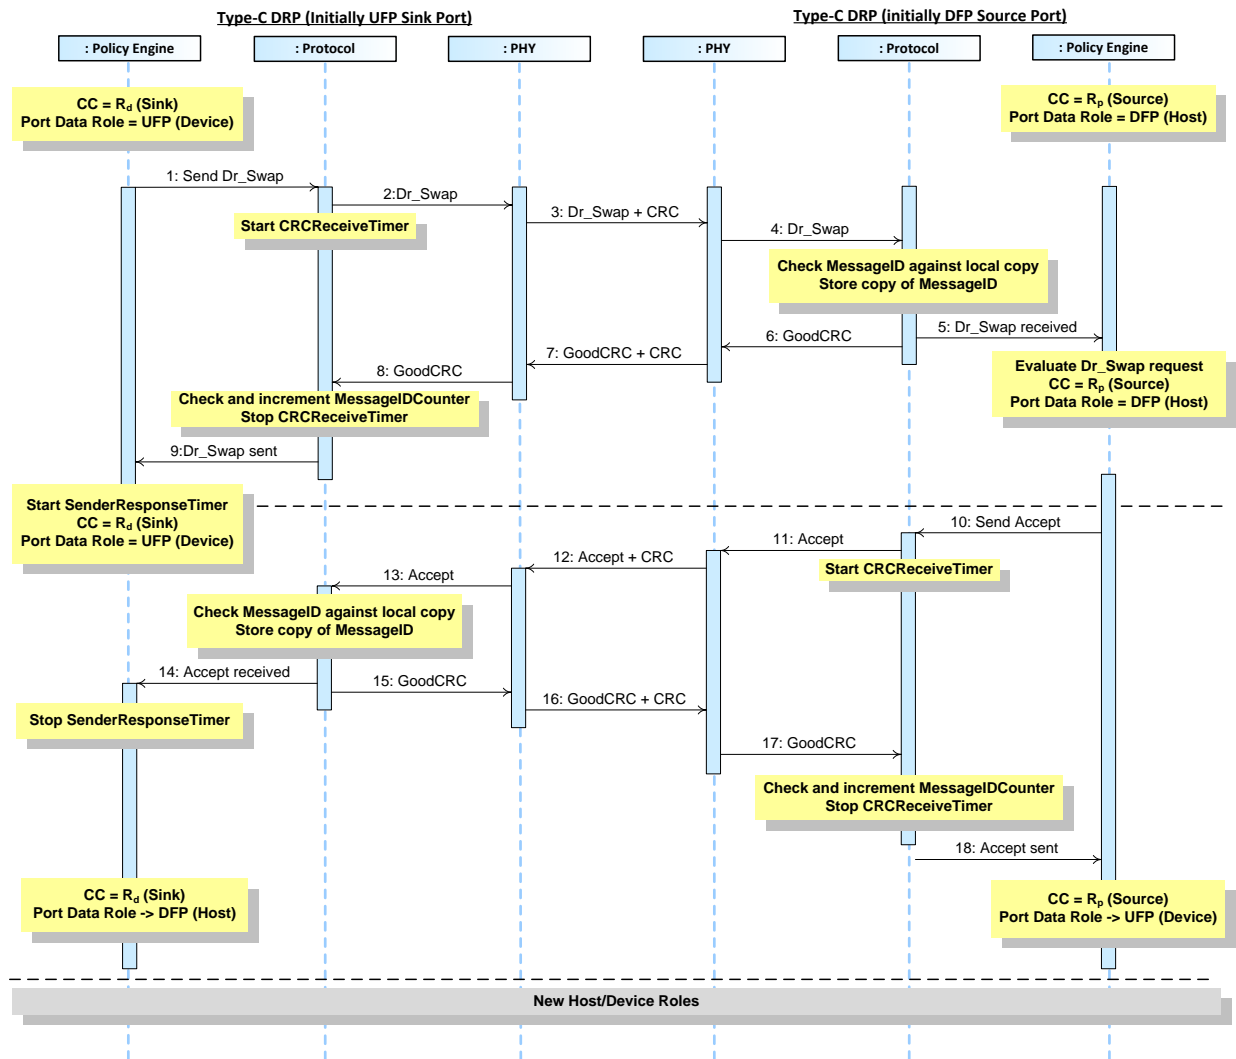 Type-C DRP (Initially UFP Sink Port)
Type-C DRP (initially DFP Source Port)
: Policy Engine
: Protocol
: PHY
: PHY
: Protocol
: Policy Engine
CC = Rd (Sink)
Port Data Role = UFP (Device)
CC = Rp (Source)
Port Data Role = DFP (Host)
1: Send Dr_Swap
2:Dr_Swap
Start CRCReceiveTimer
3: Dr_Swap + CRC
4: Dr_Swap
Check MessageID against local copy
Store copy of MessageID
5: Dr_Swap received
6: GoodCRC
7: GoodCRC + CRC
8: GoodCRC
Evaluate Dr_Swap request
CC = Rp (Source)
Port Data Role = DFP (Host)
Check and increment MessageIDCounter
Stop CRCReceiveTimer
9:Dr_Swap sent
Start SenderResponseTimer
CC = Rd (Sink)
Port Data Role = UFP (Device)
10: Send Accept
11: Accept
Start CRCReceiveTimer
12: Accept + CRC
13: Accept
Check MessageID against local copy
Store copy of MessageID
14: Accept received
15: GoodCRC
Stop SenderResponseTimer
16: GoodCRC + CRC
17: GoodCRC
Check and increment MessageIDCounter
Stop CRCReceiveTimer
18: Accept sent
CC = Rd (Sink)
Port Data Role -> DFP (Host)
CC = Rp (Source)
Port Data Role -> UFP (Device)
New Host/Device Roles